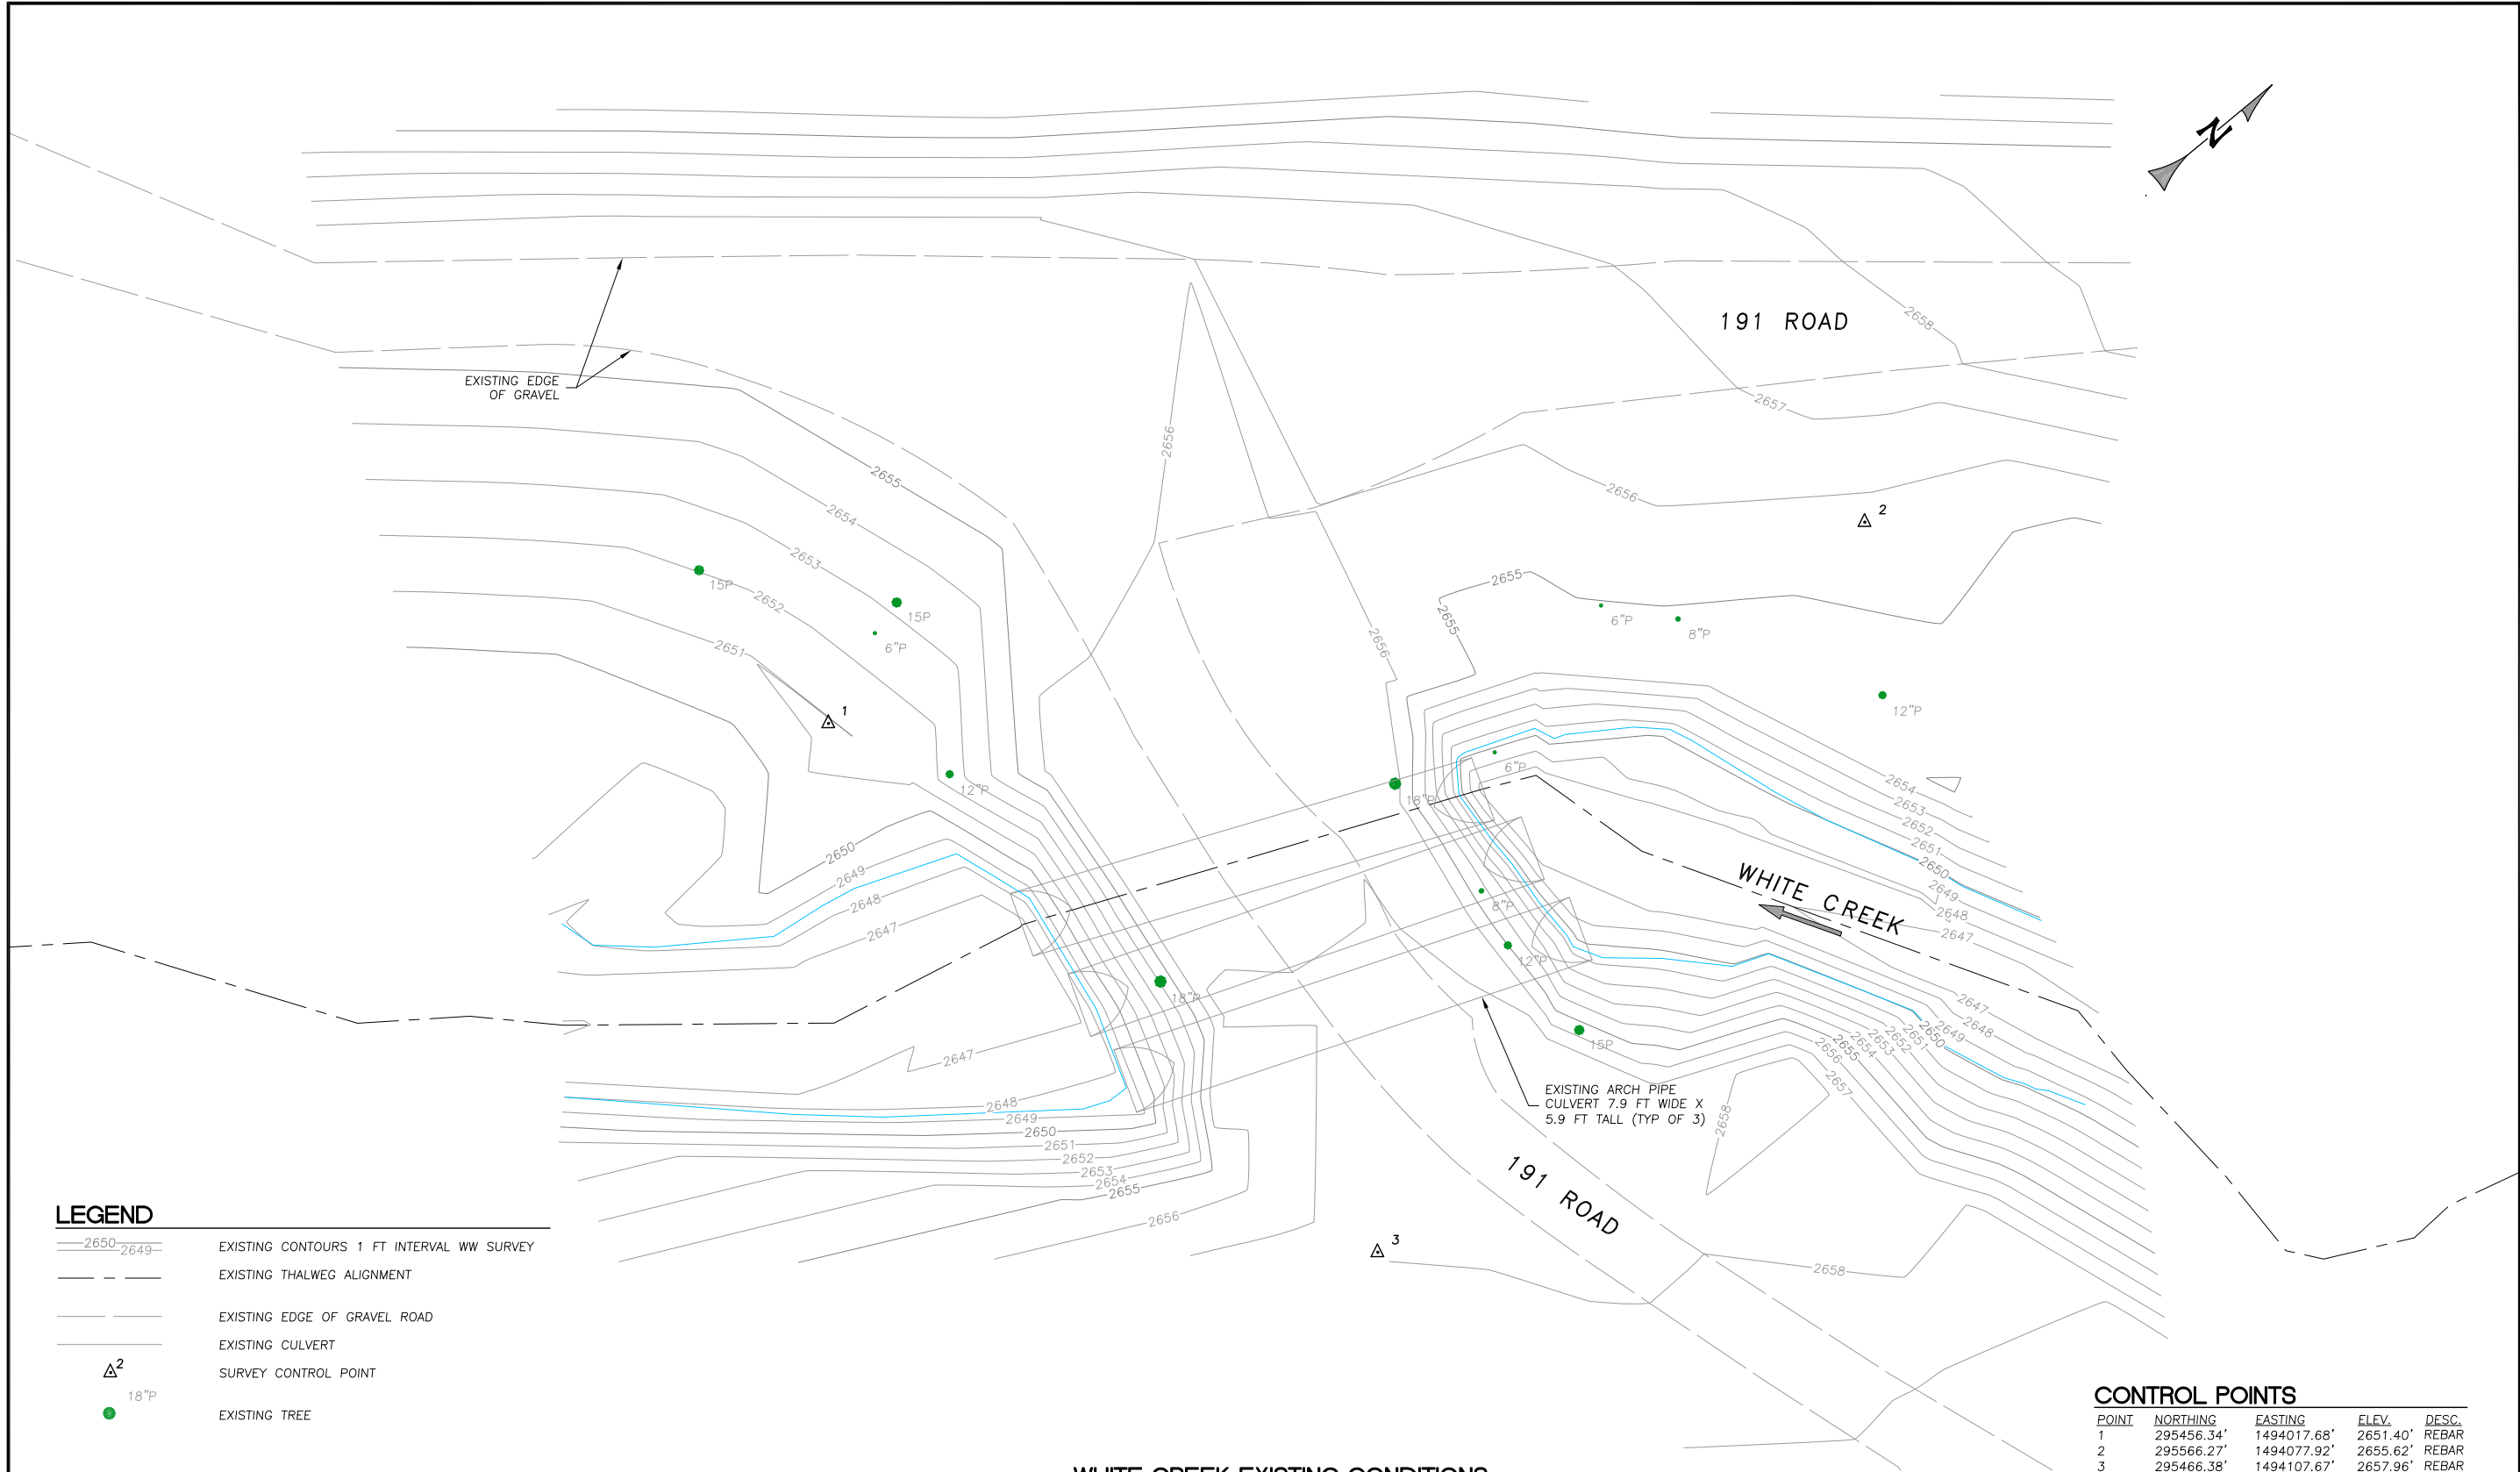 N
191 ROAD
2658
EXISTING EDGE
OF GRAVEL
2657
2656
2655
2656
2654
2
2653
2655
15P
2652
15P
2655
6"P
8"P
6"P
2656
2651
12"P
1
6"P
12"P
2654
18"P
2653
2652
2651
2650
2650
WHITE CREEK
2649
2649
2648
2648
8"P
2647
2647
12"P
18"P
2647
2648
2649
2650
2651
2652
2653
2654
2655
2656
2657
15P
2647
EXISTING ARCH PIPE
CULVERT 7.9 FT WIDE X
5.9 FT TALL (TYP OF 3)
2648
2649
2650
2651
2652
2653
2654
2655
2656
2658
191 ROAD
3
2658
LEGEND
2650
2649
EXISTING CONTOURS 1 FT INTERVAL WW SURVEY
EXISTING THALWEG ALIGNMENT
EXISTING EDGE OF GRAVEL ROAD
EXISTING CULVERT
2
SURVEY CONTROL POINT
18"P
EXISTING TREE
CONTROL POINTS
POINT NORTHING EASTING ELEV. DESC.
1 295456.34' 1494017.68' 2651.40' REBAR
2 295566.27' 1494077.92' 2655.62' REBAR
3 295466.38' 1494107.67' 2657.96' REBAR
WHITE CREEK EXISTING CONDITIONS